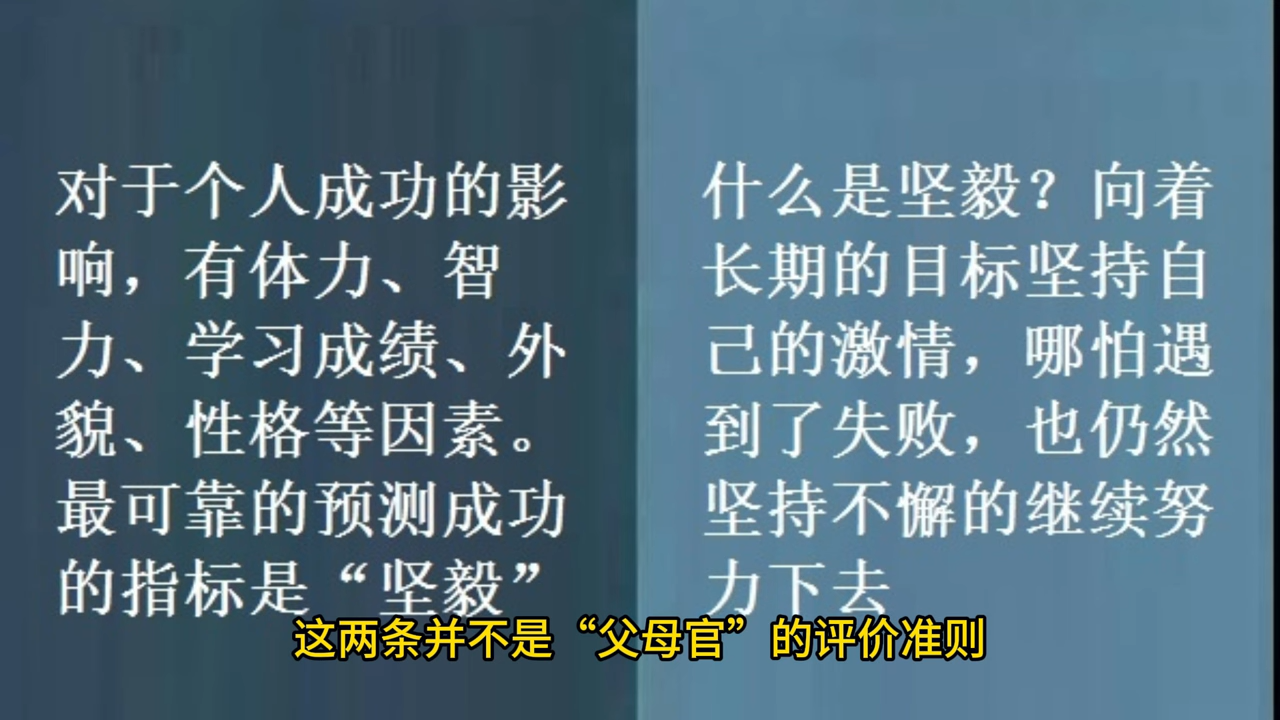 对于个人成功的影
响，有体力、智
力、学习成绩、外
貌、性格等因素。
最可靠的预测成功
的指标是“坚毅”
什么是坚毅？向着
长期的目标坚持自
己的激情，哪怕遇
到了失败，也仍然
坚持不懈的继续努
力下去
这两条并不是“父母官”的评价准则